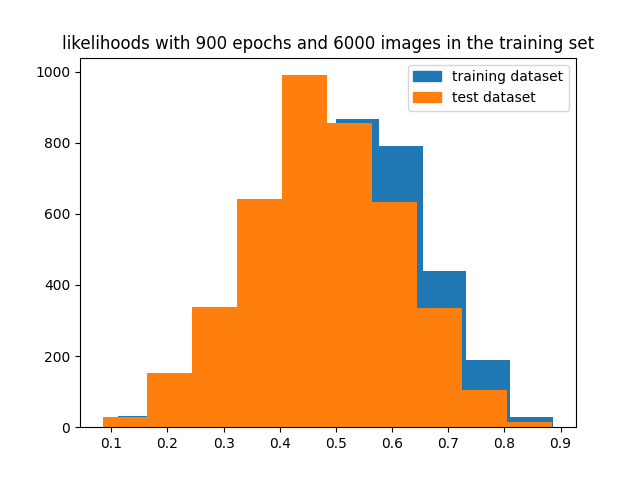 likelihoods with 900 epochs and 6000 images in the training set
training dataset
test dataset
1000
800
600
400
200
0
0.1 0.2 0.3 0.4 0.5 0.6 0.7 0.8 0.9